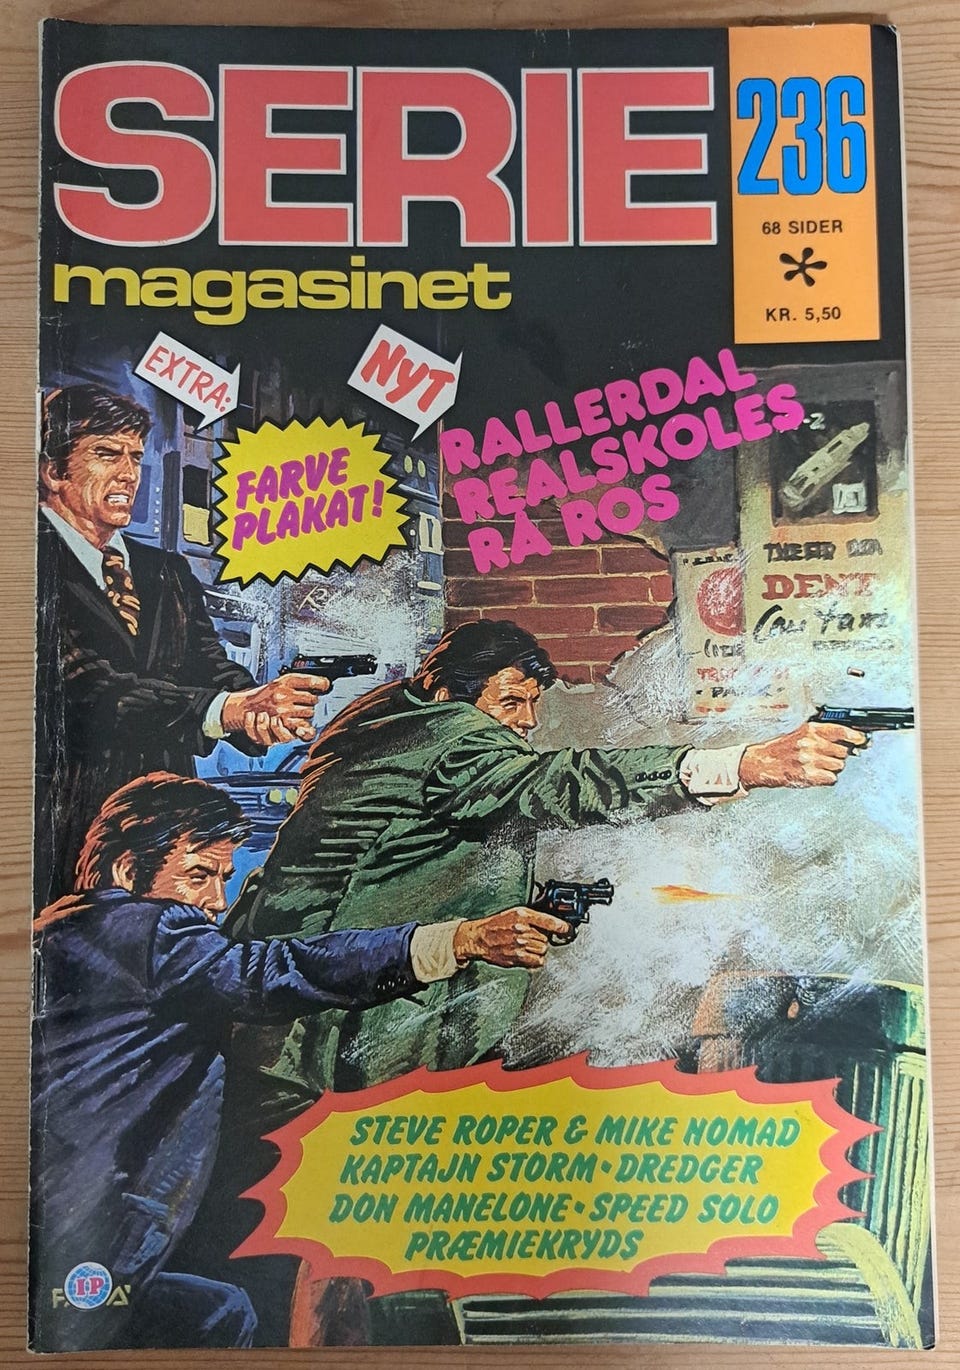 SERIE
magasinet
236
68 SIDER
*
KR. 5,50
EXTRA:
FARVE
PLAKAT!
NYT
RALLERDAL
REALSKOLES
RÅ ROS
DENT
STEVE ROPER & MIKE NOMAD
KAPTAJN STORM • DREDGER
DON MANELONE • SPEED SOLO
PRÆMIEKRYDS
IP